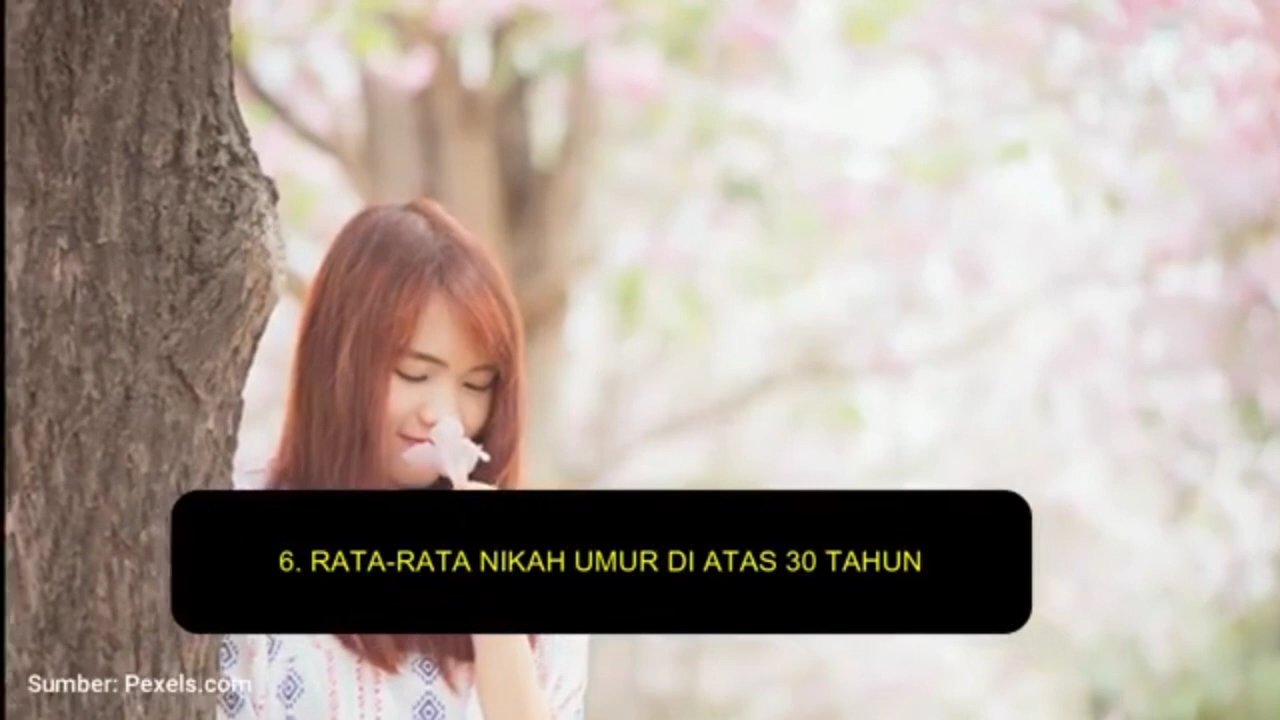 6. RATA-RATA NIKAH UMUR DI ATAS 30 TAHUN
Sumber: Pexels.com